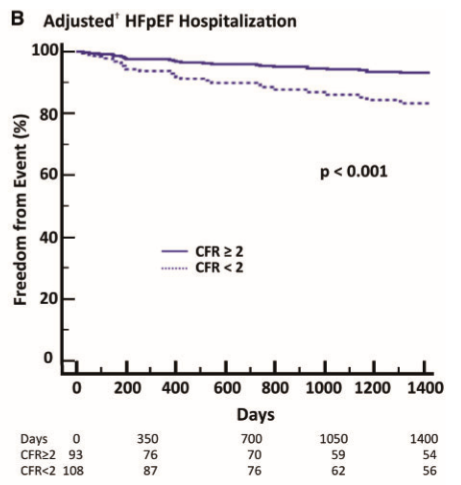 B Adjusted† HFpEF Hospitalization
100
80
60
40
20
0
Freedom from Event (%)
p < 0.001
CFR ≥ 2
CFR < 2
0 200 400 600 800 1000 1200 1400
Days
Days 0 350 700 1050 1400
CFR≥2 93 76 70 59 54
CFR<2 108 87 76 62 56